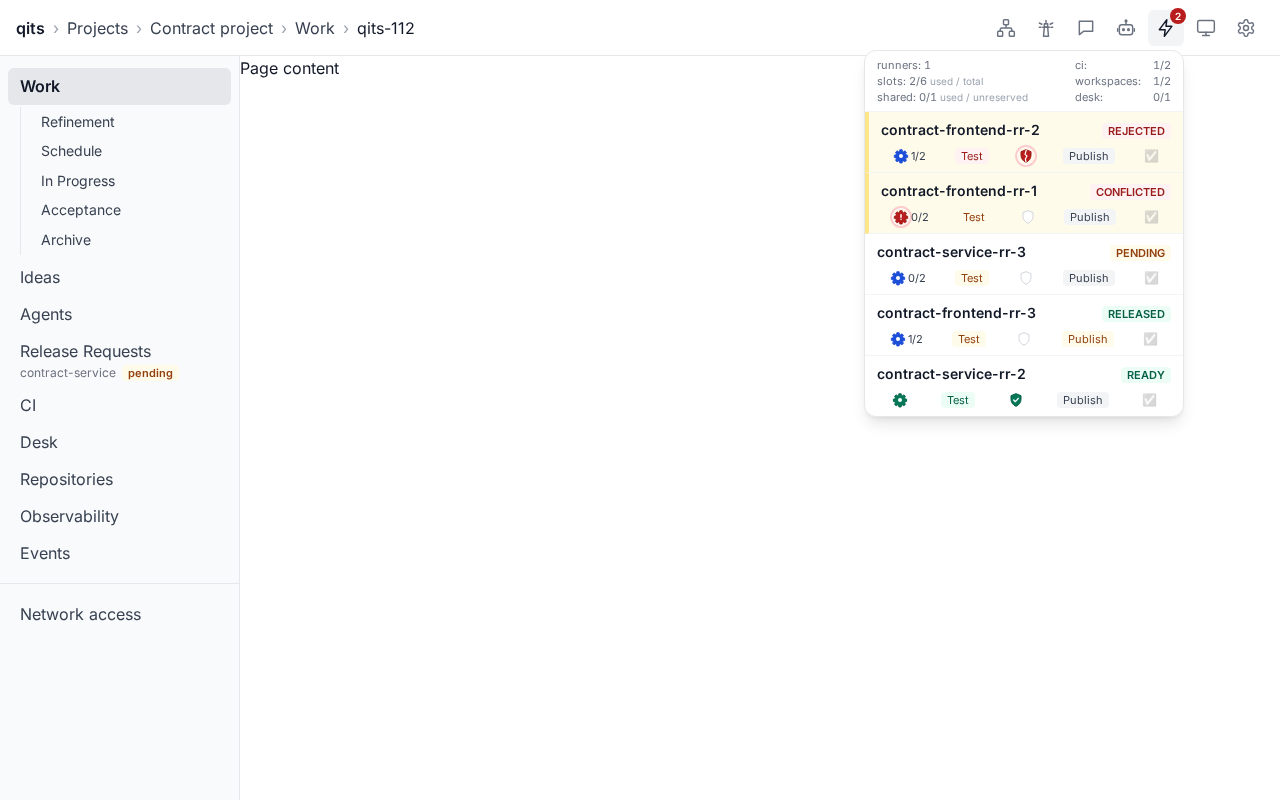 qits › Projects › Contract project › Work › qits-112
2
Work
Refinement
Schedule
In Progress
Acceptance
Archive
Ideas
Agents
Release Requests
contract-service pending
CI
Desk
Repositories
Observability
Events
Network access
Page content
runners: 1 ci: 1/2
slots: 2/6 used / total workspaces: 1/2
shared: 0/1 used / unreserved desk: 0/1
contract-frontend-rr-2 REJECTED
1/2 Test Publish
contract-frontend-rr-1 CONFLICTED
0/2 Test Publish
contract-service-rr-3 PENDING
0/2 Test Publish
contract-frontend-rr-3 RELEASED
1/2 Test Publish
contract-service-rr-2 READY
Test Publish